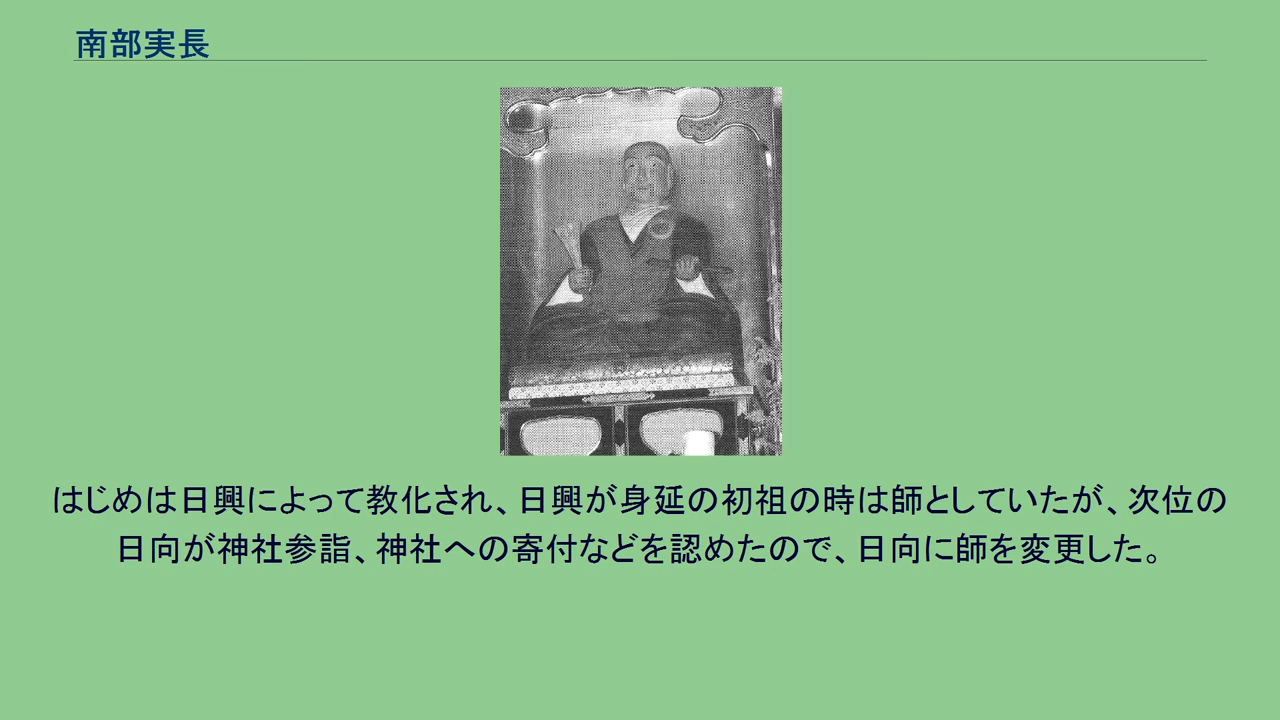 南部実長
はじめは日興によって教化され、日興が身延の初祖の時は師としていたが、次位の
日向が神社参詣、神社への寄付などを認めたので、日向に師を変更した。